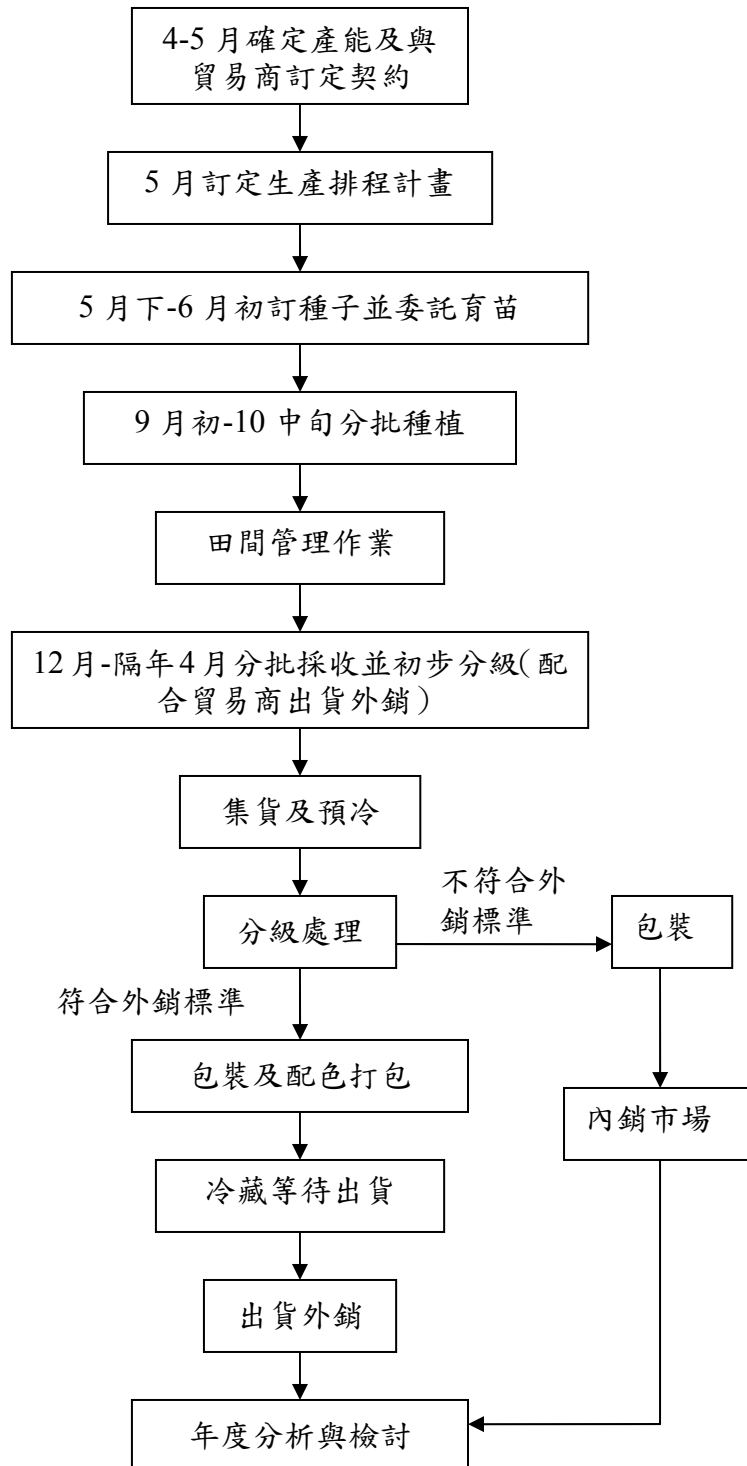 4-5 月確定產能及與
貿易商訂定契約
5 月訂定生產排程計畫
5 月下-6 月初訂種子並委託育苗
9 月初-10 中旬分批種植
田間管理作業
12 月-隔年 4 月分批採收並初步分級(配
合貿易商出貨外銷)
集貨及預冷
不符合外
銷標準
分級處理
包裝
符合外銷標準
包裝及配色打包
內銷市場
冷藏等待出貨
出貨外銷
年度分析與檢討